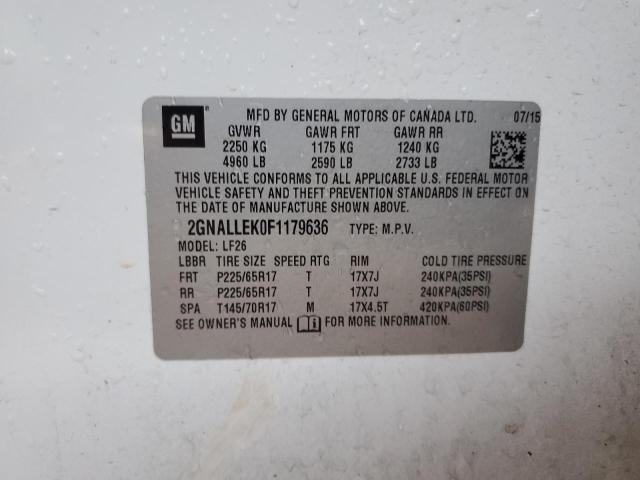 GM ®
MFD BY GENERAL MOTORS OF CANADA LTD. 07/15
GVWR GAWR FRT GAWR RR
2250 KG 1175 KG 1240 KG
4960 LB 2590 LB 2733 LB
THIS VEHICLE CONFORMS TO ALL APPLICABLE U.S. FEDERAL MOTOR
VEHICLE SAFETY AND THEFT PREVENTION STANDARDS IN EFFECT ON
THE DATE OF MANUFACTURE SHOWN ABOVE.
2GNALLEK0F1179636 TYPE: M.P.V.
MODEL: LF26
LBBR TIRE SIZE SPEED RTG RIM COLD TIRE PRESSURE
FRT P225/65R17 T 17X7J 240KPA(35PSI)
RR P225/65R17 T 17X7J 240KPA(35PSI)
SPA T145/70R17 M 17X4.5T 420KPA(60PSI)
SEE OWNER'S MANUAL FOR MORE INFORMATION.